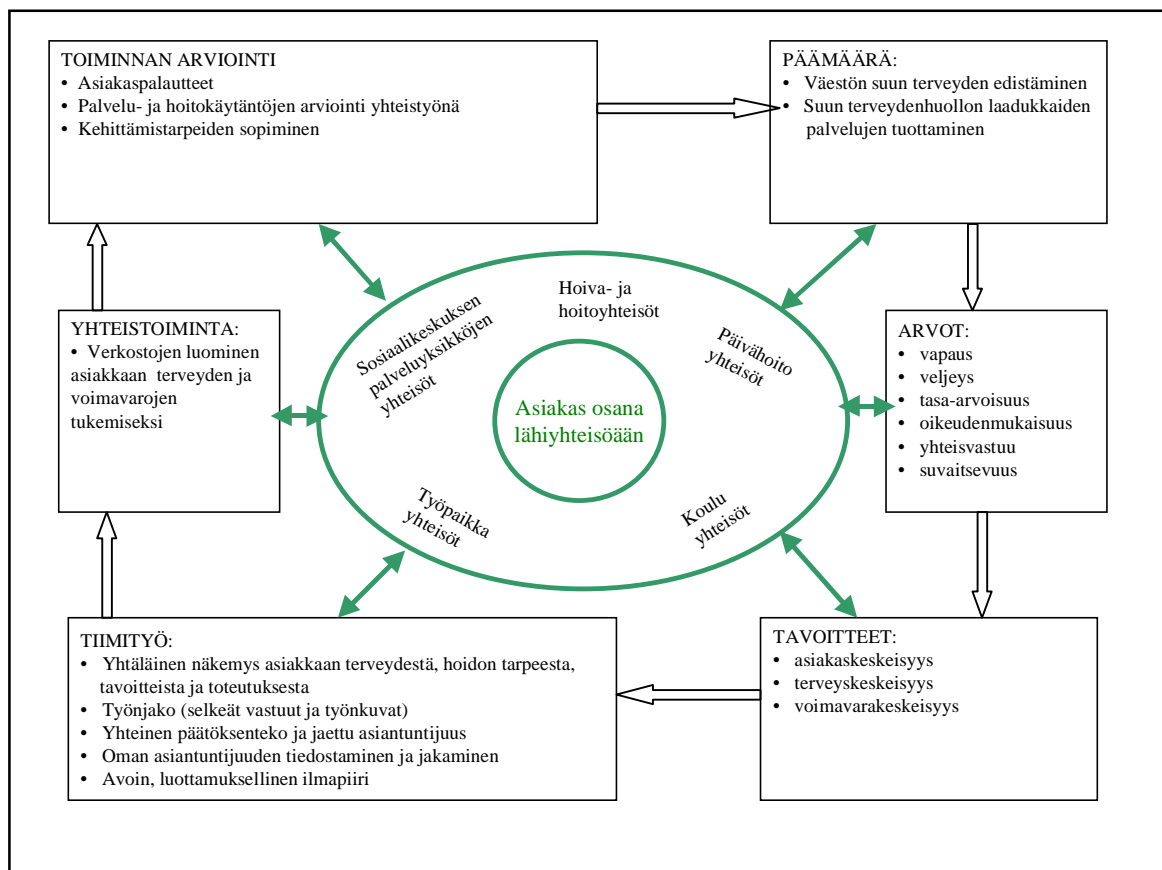 TOIMINNAN ARVIOINTI
• Asiakaspalautteet
• Palvelu- ja hoitokäytäntöjen arviointi yhteistyönä
• Kehittämistarpeiden sopiminen
PÄÄMÄÄRÄ:
• Väestön suun terveyden edistäminen
• Suun terveydenhuollon laadukkaiden
palvelujen tuottaminen
YHTEISTOIMINTA:
• Verkostojen luominen
asiakkaan terveyden ja
voimavarojen
tukemiseksi
Sosiaalikeskuksen
palveluyksikköjen
yhteisöt
Hoiva- ja
hoitoyhteisöt
Päivähoito
yhteisöt
Asiakas osana
lähiyhteisöään
Työpaikka
yhteisöt
Koulu
yhteisöt
ARVOT:
• vapaus
• veljeys
• tasa-arvoisuus
• oikeudenmukaisuus
• yhteisvastuu
• suvaitsevuus
TIIMITYÖ:
• Yhtäläinen näkemys asiakkaan terveydestä, hoidon tarpeesta,
tavoitteista ja toteutuksesta
• Työnjako (selkeät vastuut ja työnkuvat)
• Yhteinen päätöksenteko ja jaettu asiantuntijuus
• Oman asiantuntijuuden tiedostaminen ja jakaminen
• Avoin, luottamuksellinen ilmapiiri
TAVOITTEET:
• asiakaskeskeisyys
• terveyskeskeisyys
• voimavarakeskeisyys